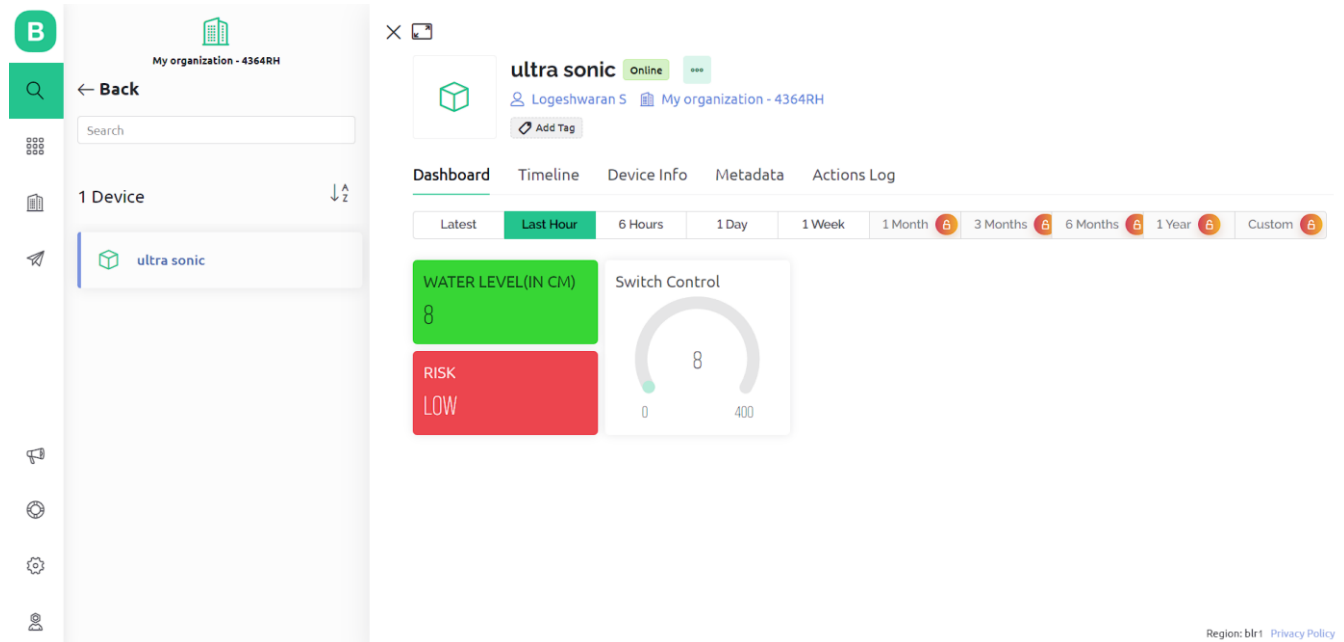 B
My organization - 4364RH
← Back
Search
1 Device
A
Z
ultra sonic
ultra sonic Online
Logeshwaran S My organization - 4364RH
Add Tag
Dashboard Timeline Device Info Metadata Actions Log
Latest Last Hour 6 Hours 1 Day 1 Week 1 Month 3 Months 6 Months 1 Year Custom
WATER LEVEL(IN CM)
8
RISK
LOW
Switch Control
8
0 400
Region: blr1 Privacy Policy